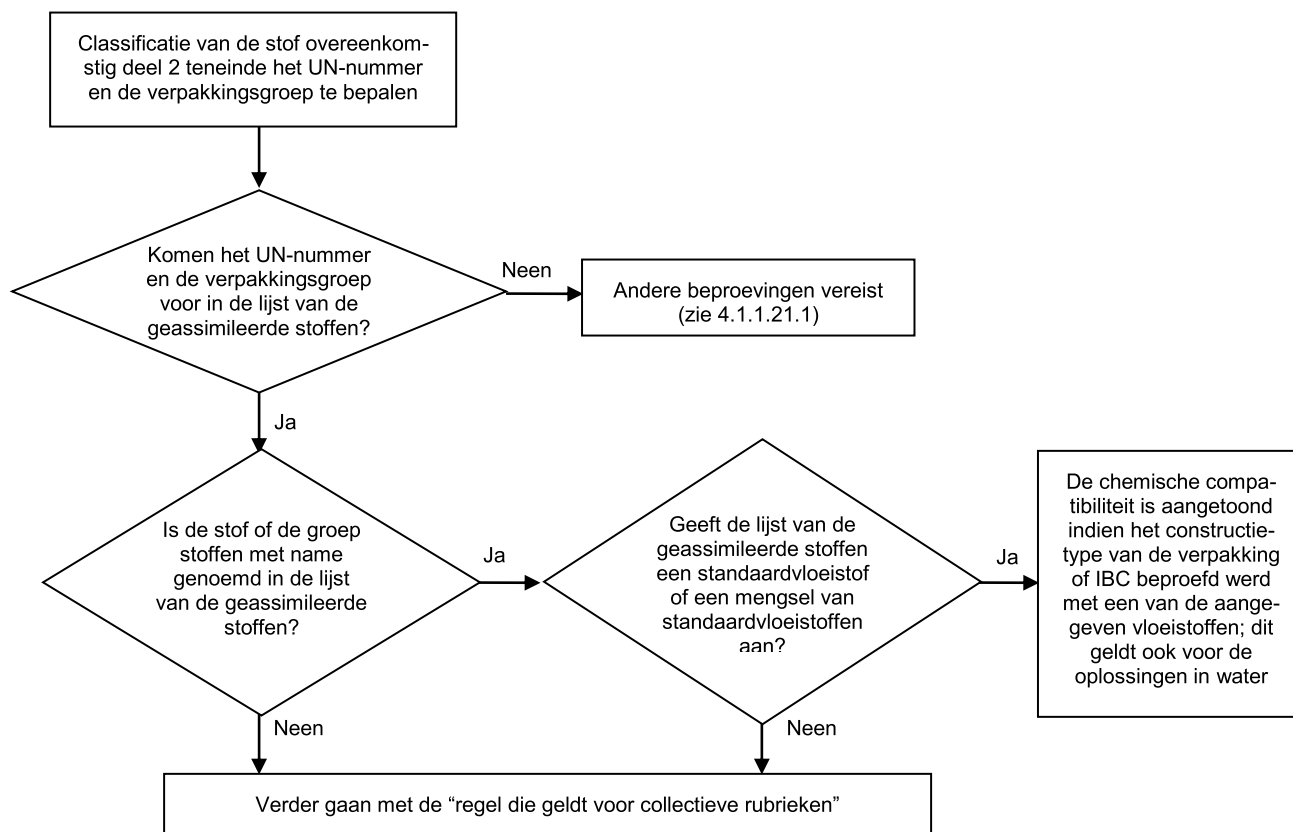 Classificatie van de stof overeenkom-
stig deel 2 teneinde het UN-nummer
en de verpakkingsgroep te bepalen
Komen het UN-nummer
en de verpakkingsgroep
voor in de lijst van de
geassimileerde stoffen?
Neen
Andere beproevingen vereist
(zie 4.1.1.21.1)
Ja
Is de stof of de groep
stoffen met name
genoemd in de lijst
van de geassimileerde
stoffen?
Ja
Geeft de lijst van de
geassimileerde stoffen
een standaardvloeistof
of een mengsel van
standaardvloeistoffen
aan?
Ja
De chemische compa-
tibiliteit is aangetoond
indien het constructie-
type van de verpakking
of IBC beproefd werd
met een van de aange-
geven vloeistoffen; dit
geldt ook voor de
oplossingen in water
Neen
Neen
Verder gaan met de “regel die geldt voor collectieve rubrieken”